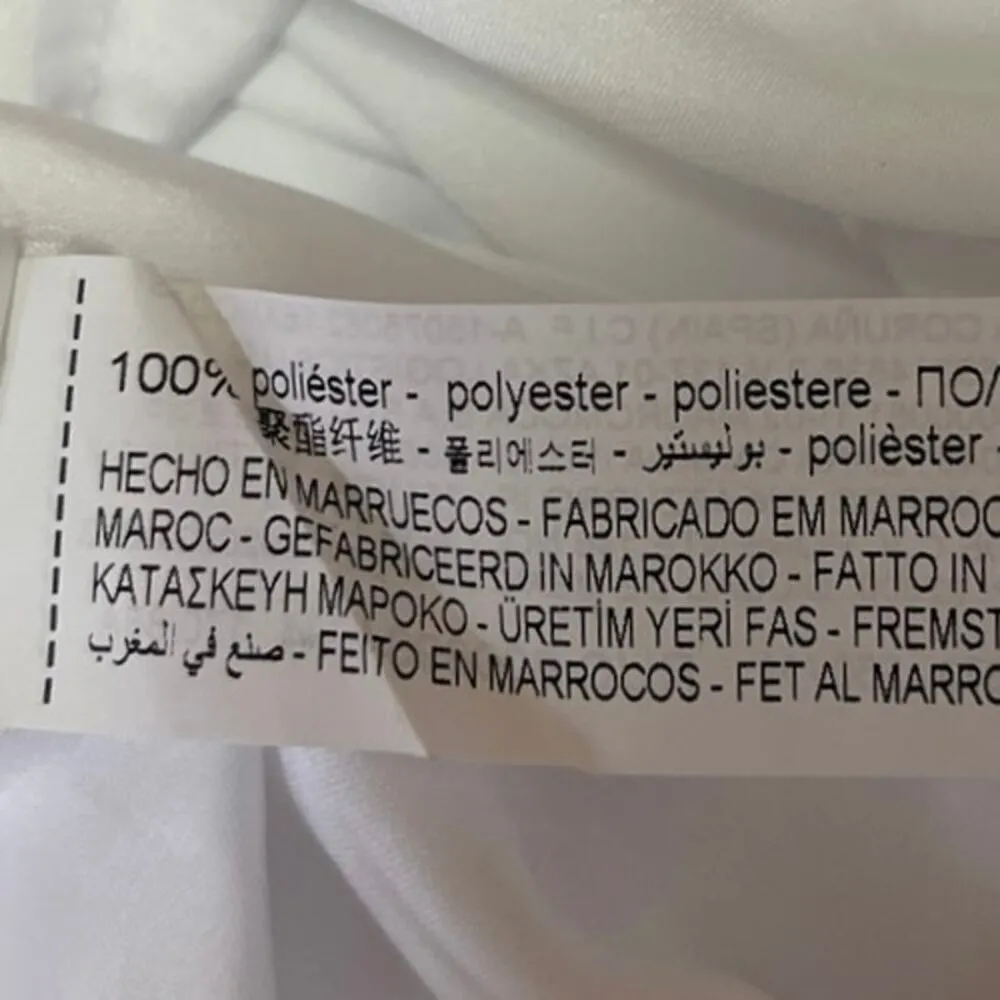 100% poliéster - polyester - poliestere - ПОЛ
聚酯纤维 - 폴리에스터 - بوليستير - polièster -
HECHO EN MARRUECOS - FABRICADO EM MARROC
MAROC - GEFABRICEERD IN MAROKKO - FATTO IN
ΚΑΤΑΣΚΕΥΗ ΜΑΡΟΚΟ - ÜRETİM YERİ FAS - FREMST
صنع في المغرب - FEITO EN MARROCOS - FET AL MARRO